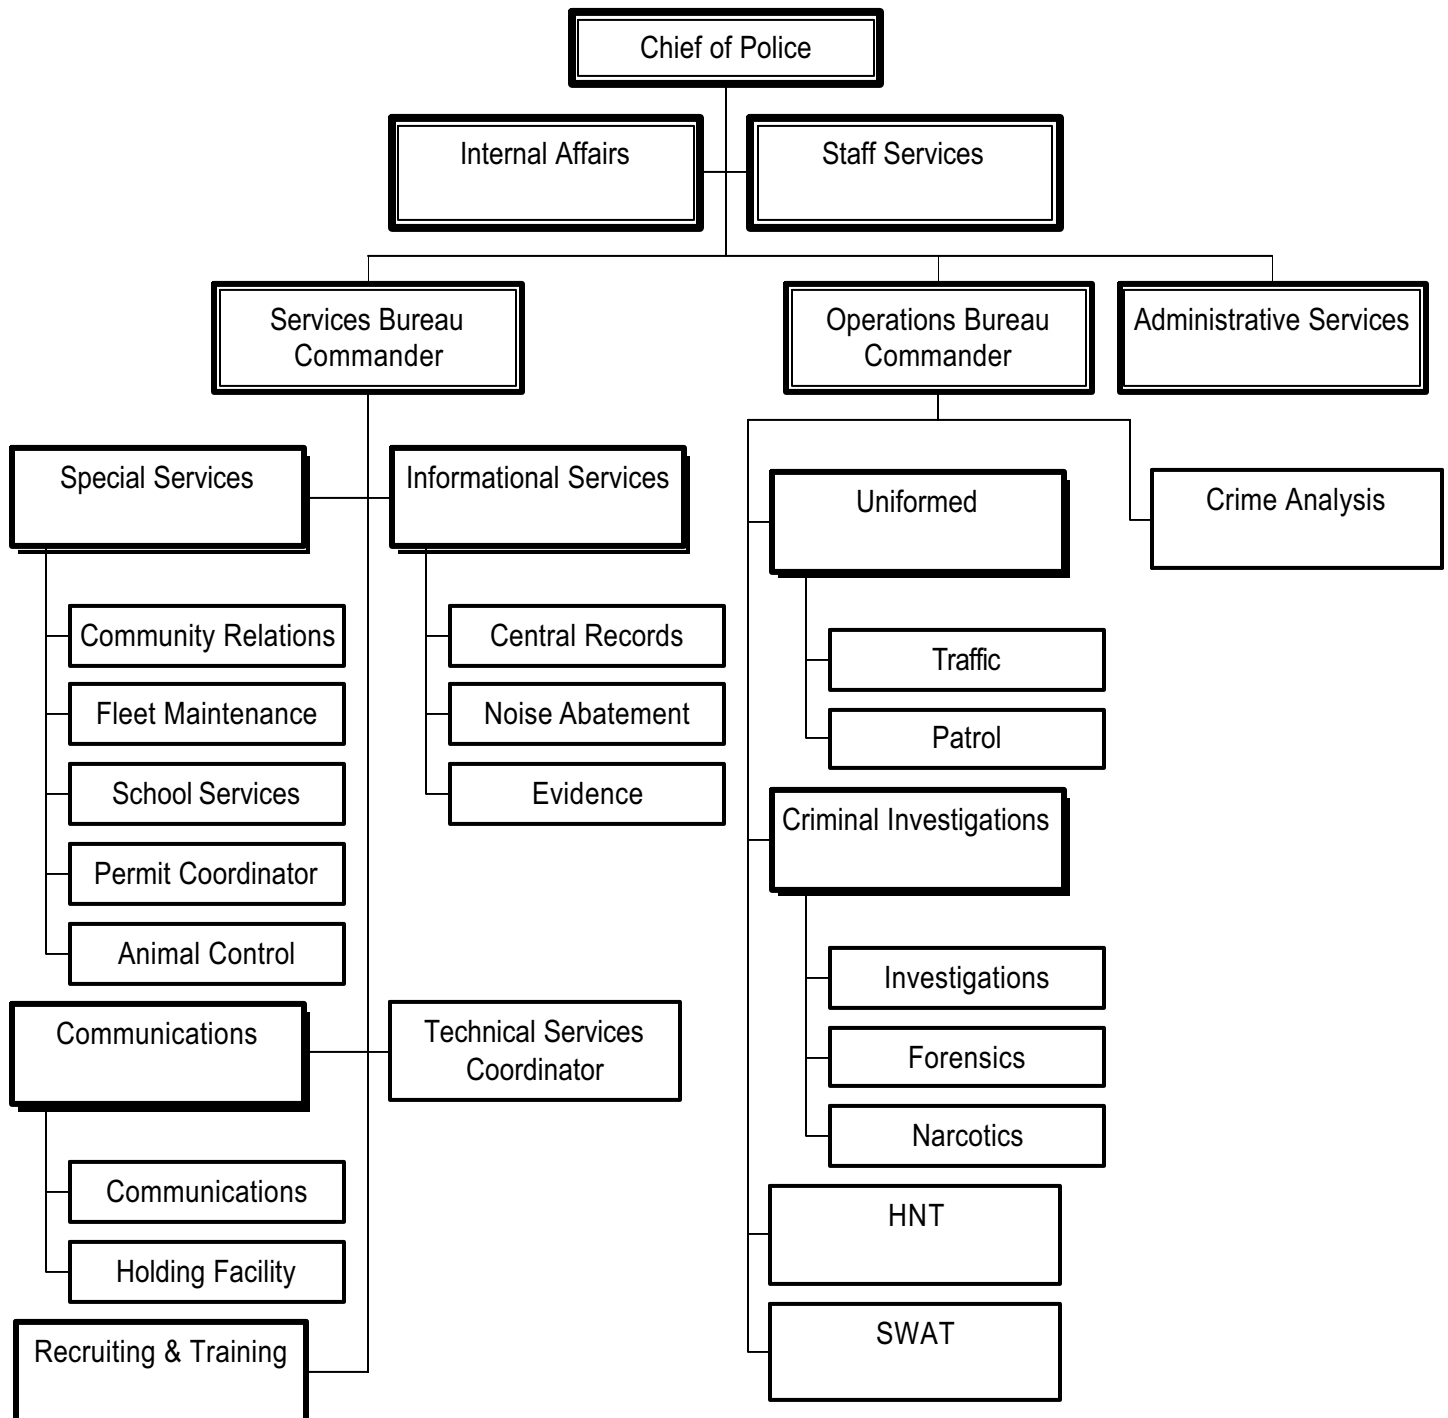 Chief of Police
Internal Affairs
Staff Services
Services Bureau
Commander
Operations Bureau
Commander
Administrative Services
Special Services
Informational Services
Uniformed
Crime Analysis
Community Relations
Central Records
Traffic
Fleet Maintenance
Noise Abatement
Patrol
School Services
Evidence
Criminal Investigations
Permit Coordinator
Animal Control
Investigations
Communications
Technical Services
Coordinator
Forensics
Narcotics
Communications
HNT
Holding Facility
SWAT
Recruiting & Training